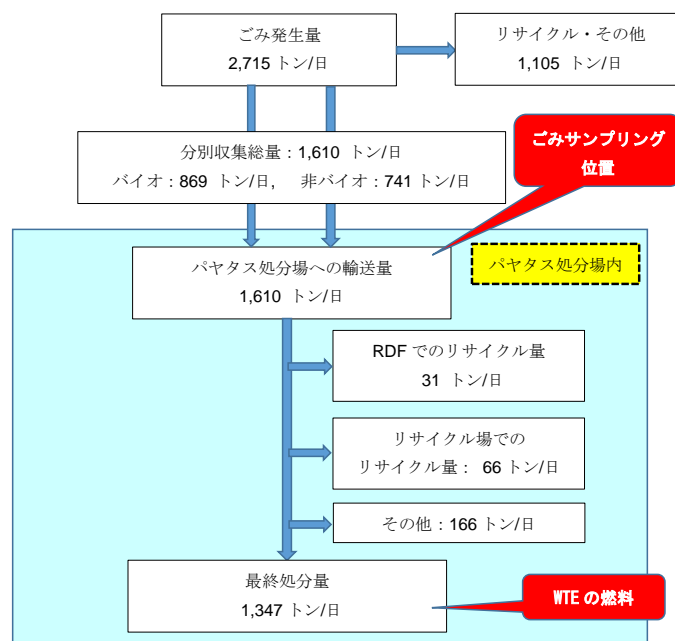 ごみ発生量
2,715 トン/日
リサイクル・その他
1,105 トン/日
分別収集総量：1,610 トン/日
バイオ：869 トン/日,　非バイオ：741 トン/日
ごみサンプリング
位置
パヤタス処分場への輸送量
1,610 トン/日
パヤタス処分場内
RDF でのリサイクル量
31 トン/日
リサイクル場での
リサイクル量： 66 トン/日
その他：166 トン/日
最終処分量
1,347 トン/日
WTE の燃料